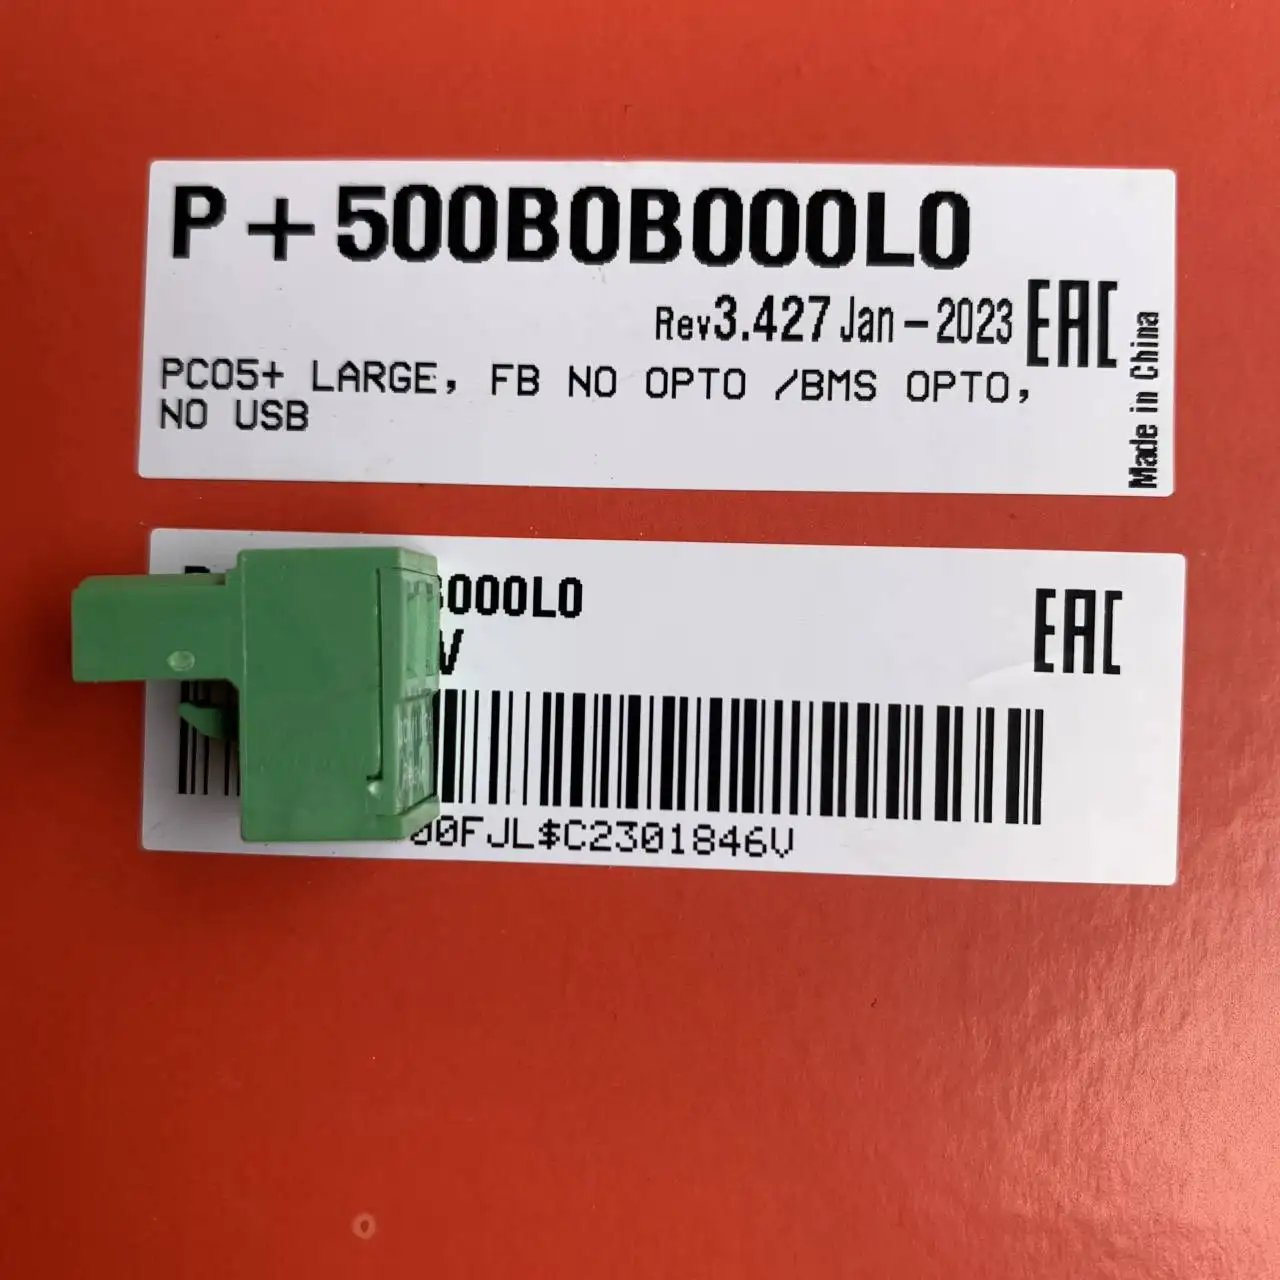 P+500B0B000L0
Rev3.427 Jan-2023 EAC
PCO5+ LARGE, FB NO OPTO /BMS OPTO,
NO USB
Made in China
000L0
EAC
V
00FJL$C2301846V